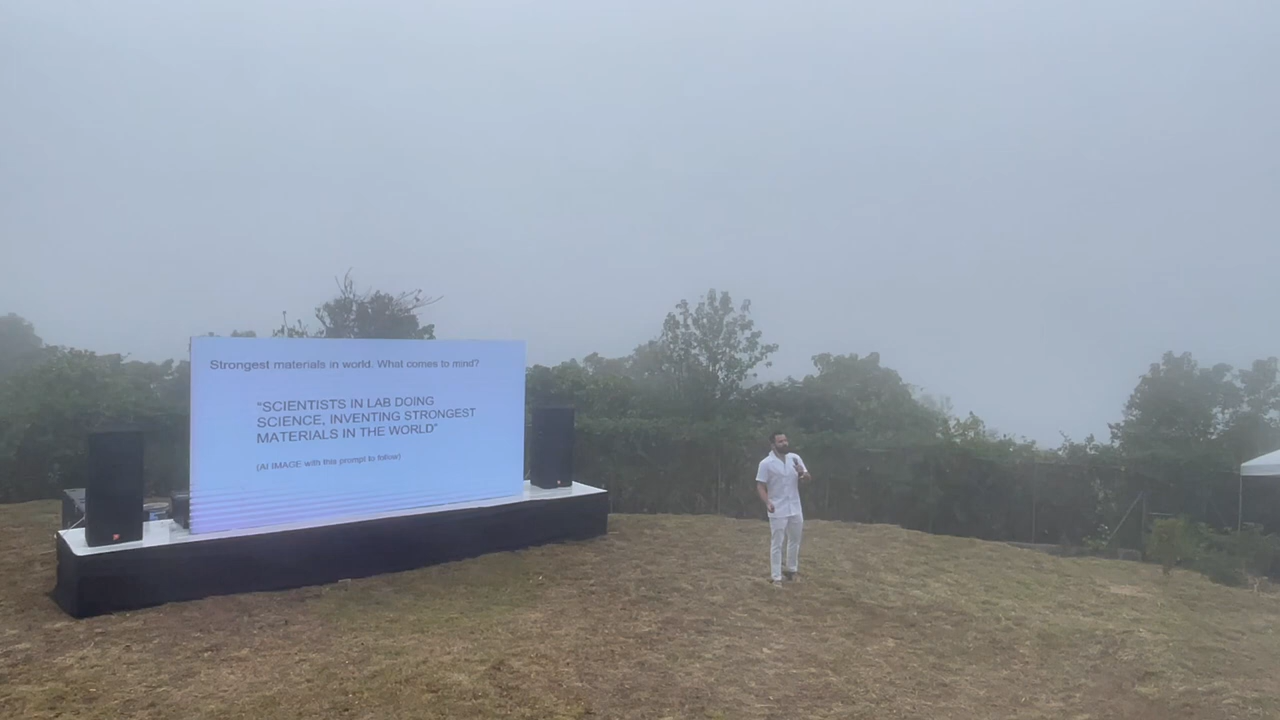 Strongest materials in world. What comes to mind?
"SCIENTISTS IN LAB DOING
SCIENCE, INVENTING STRONGEST
MATERIALS IN THE WORLD"
(AI IMAGE with this prompt to follow)